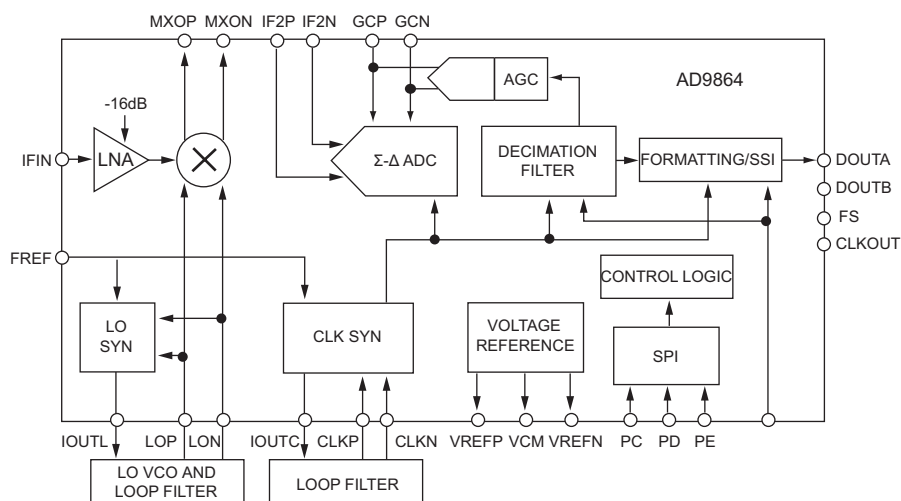 MXOP MXON IF2P IF2N GCP GCN
AD9864
AGC
-16dB
IFIN
LNA
Σ-Δ ADC
DECIMATION
FILTER
FORMATTING/SSI
DOUTA
DOUTB
FS
CLKOUT
FREF
LO
SYN
CLK SYN
VOLTAGE
REFERENCE
CONTROL LOGIC
SPI
IOUTL LOP LON IOUTC CLKP CLKN VREFP VCM VREFN PC PD PE
LO VCO AND
LOOP FILTER
LOOP FILTER